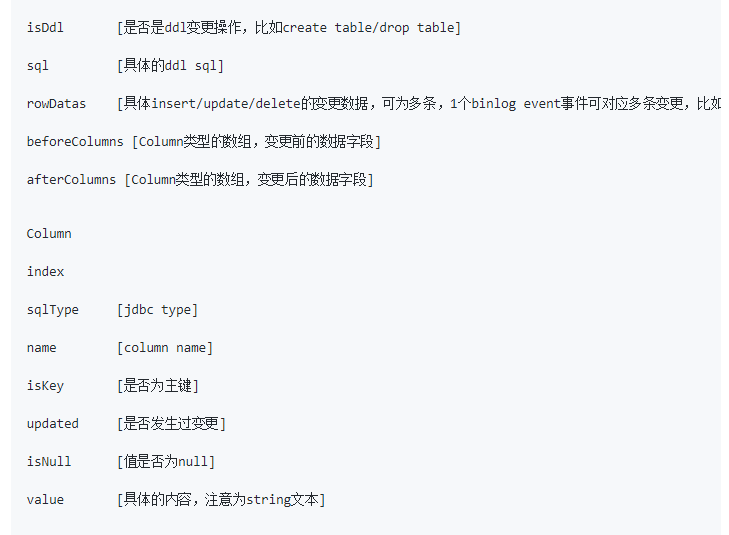 isDdl [是否是ddl变更操作，比如create table/drop table]
sql [具体的ddl sql]
rowDatas [具体insert/update/delete的变更数据，可为多条，1个binlog event事件可对应多条变更，比如
beforeColumns [Column类型的数组，变更前的数据字段]
afterColumns [Column类型的数组，变更后的数据字段]
Column
index
sqlType [jdbc type]
name [column name]
isKey [是否为主键]
updated [是否发生过变更]
isNull [值是否为null]
value [具体的内容，注意为string文本]